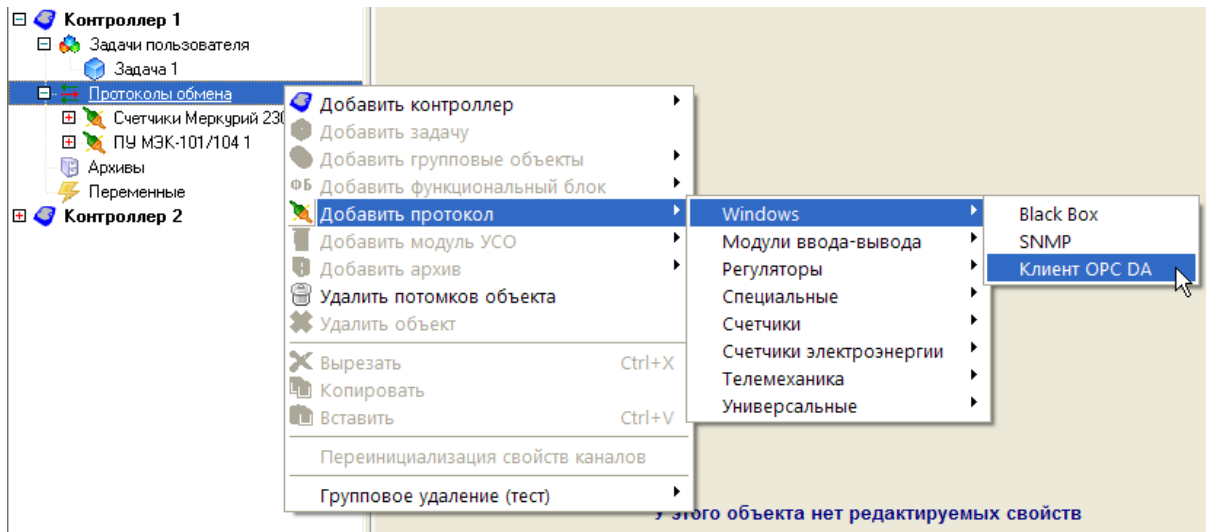 Контроллер 1
Задачи пользователя
Задача 1
Протоколы обмена
Счетчики Меркурий 230
ПУ МЭК-101/104 1
Архивы
Переменные
Контроллер 2
Добавить контроллер
Добавить задачу
Добавить групповые объекты
ФБ Добавить функциональный блок
Добавить протокол
Добавить модуль УСО
Добавить архив
Удалить потомков объекта
Удалить объект
Вырезать Ctrl+X
Копировать
Вставить Ctrl+V
Переинициализация свойств каналов
Групповое удаление (тест)
Windows
Модули ввода-вывода
Регуляторы
Специальные
Счетчики
Счетчики электроэнергии
Телемеханика
Универсальные
Black Box
SNMP
Клиент OPC DA
У этого объекта нет редактируемых свойств